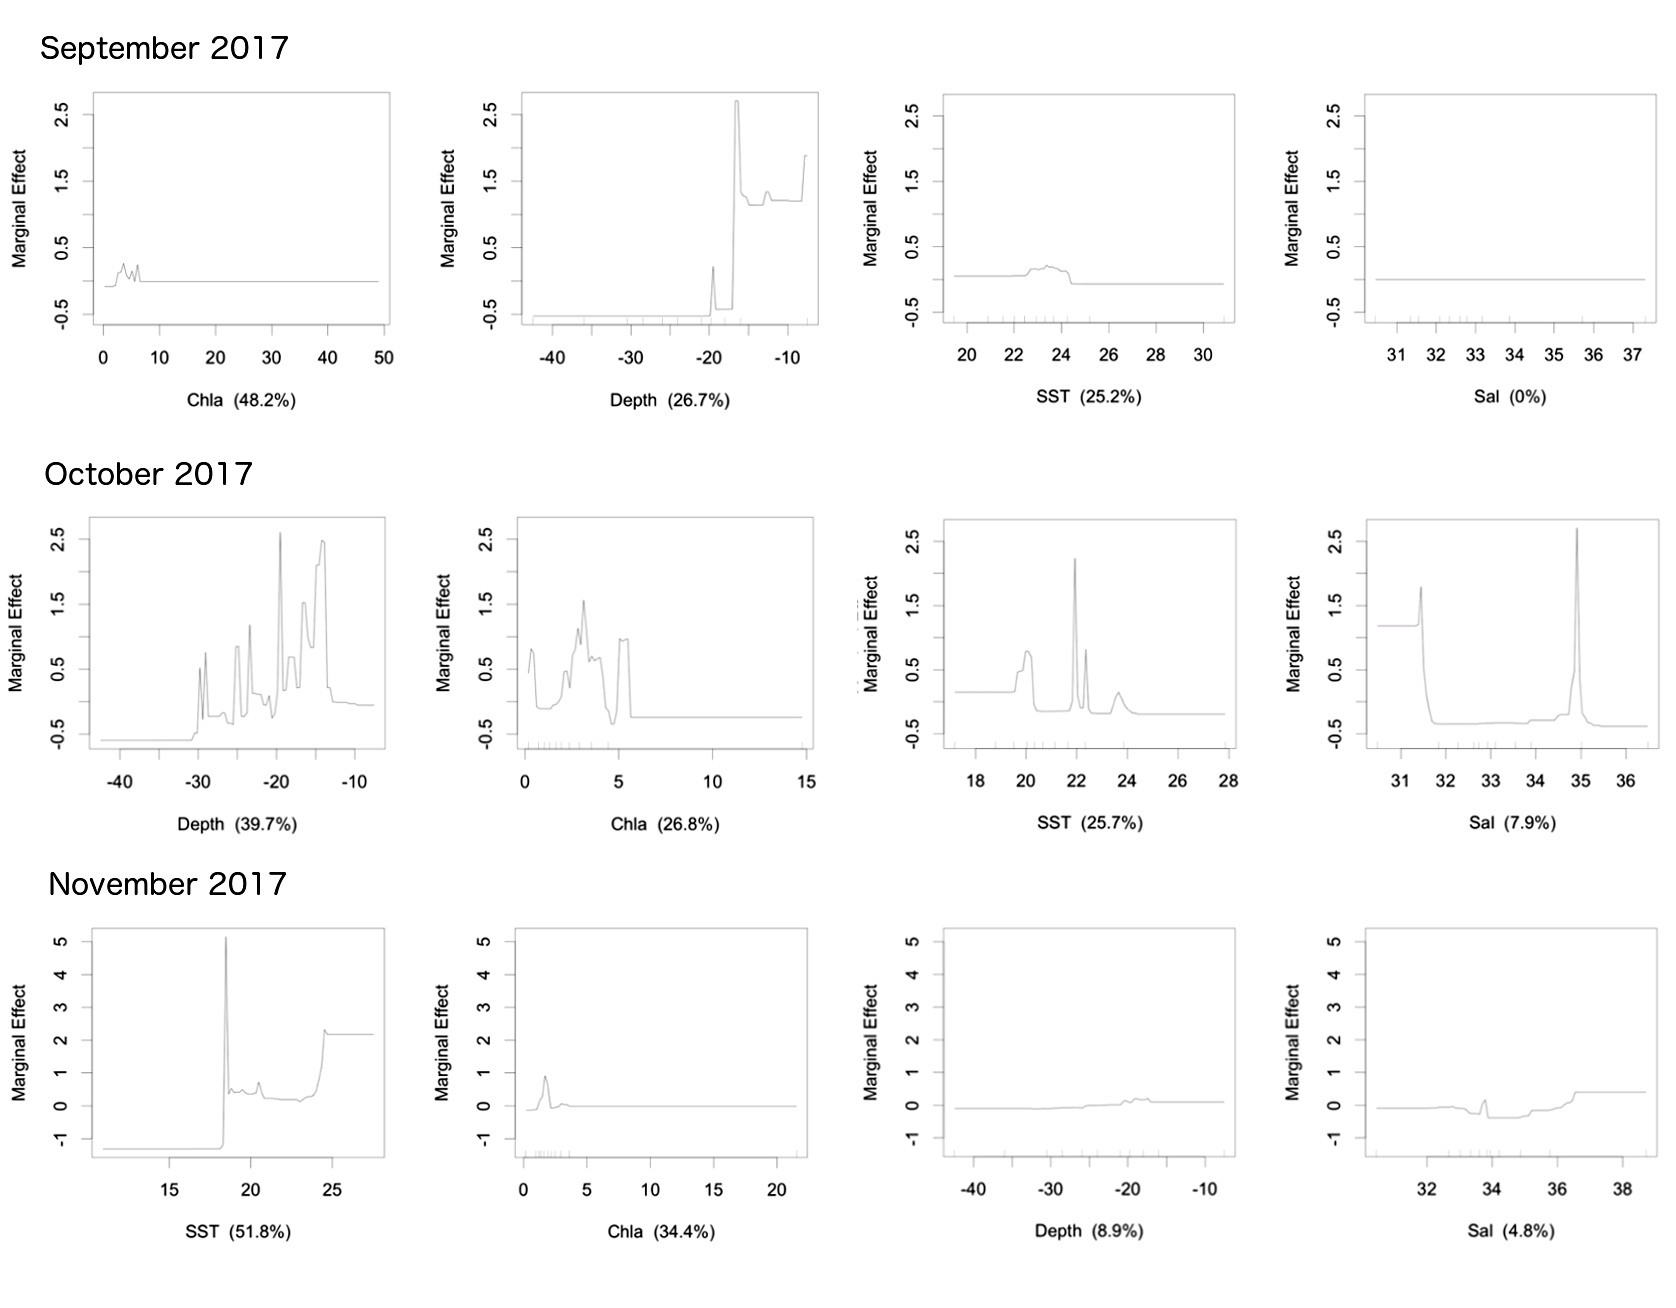 September 2017
Marginal Effect
-0.5 0.5 1.5 2.5
0 10 20 30 40 50
Chla (48.2%)
Marginal Effect
-0.5 0.5 1.5 2.5
-40 -30 -20 -10
Depth (26.7%)
Marginal Effect
-0.5 0.5 1.5 2.5
20 22 24 26 28 30
SST (25.2%)
Marginal Effect
-0.5 0.5 1.5 2.5
31 32 33 34 35 36 37
Sal (0%)
October 2017
Marginal Effect
-0.5 0.5 1.5 2.5
-40 -30 -20 -10
Depth (39.7%)
Marginal Effect
-0.5 0.5 1.5 2.5
0 5 10 15
Chla (26.8%)
Marginal Effect
-0.5 0.5 1.5 2.5
18 20 22 24 26 28
SST (25.7%)
Marginal Effect
-0.5 0.5 1.5 2.5
31 32 33 34 35 36
Sal (7.9%)
November 2017
Marginal Effect
-1 0 1 2 3 4 5
15 20 25
SST (51.8%)
Marginal Effect
-1 0 1 2 3 4 5
0 5 10 15 20
Chla (34.4%)
Marginal Effect
-1 0 1 2 3 4 5
-40 -30 -20 -10
Depth (8.9%)
Marginal Effect
-1 0 1 2 3 4 5
32 34 36 38
Sal (4.8%)